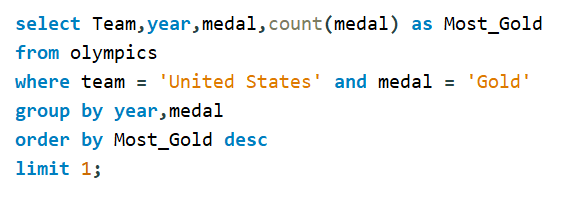 select Team,year,medal,count(medal) as Most_Gold
from olympics
where team = 'United States' and medal = 'Gold'
group by year,medal
order by Most_Gold desc
limit 1;